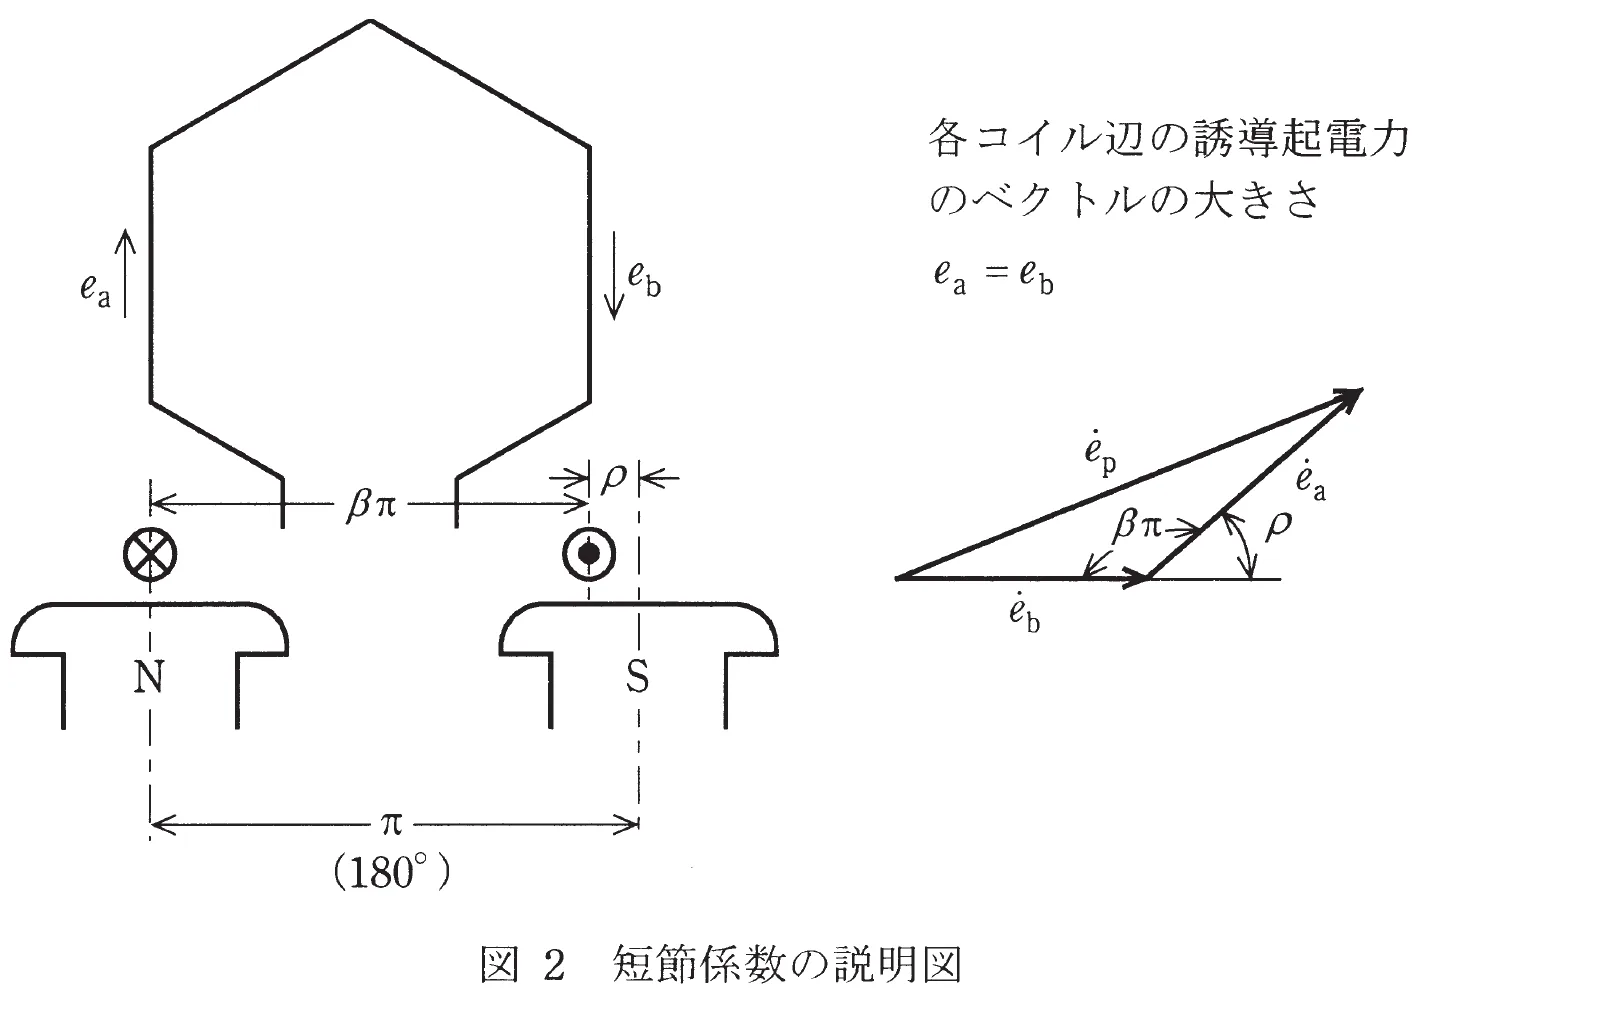 各コイル辺の誘導起電力
のベクトルの大きさ
eₐ = e_b
eₐ
e_b
ρ
βπ
ė_p
ėₐ
βπ
ρ
ė_b
N
S
π
(180°)
図 2 短節係数の説明図